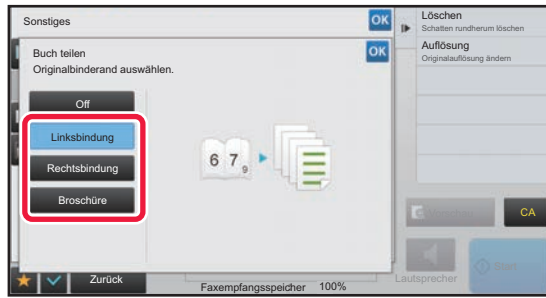 Sonstiges
OK
Buch teilen
OK
Originalbinderand auswählen.
Off
Linksbindung
Rechtsbindung
Broschüre
6 7
9
Zurück
Faxempfangsspeicher 100%
Löschen
Schatten rundherum löschen
Auflösung
Originalauflösung ändern
CA
Lautsprecher
Start